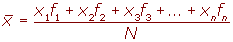 x̄ = (x₁f₁ + x₂f₂ + x₃f₃ + ... + xₙfₙ) / N